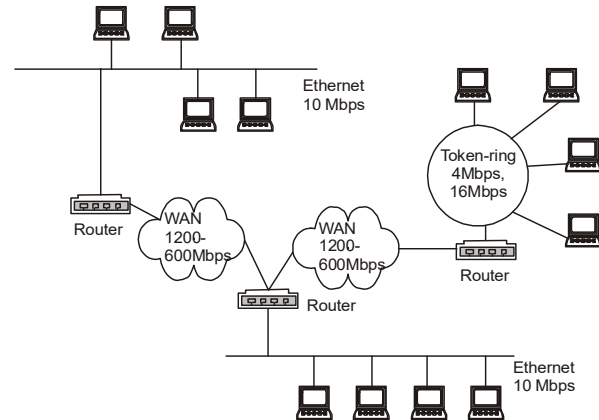 Ethernet
10 Mbps
Token-ring
4Mbps,
16Mbps
Router
WAN
1200-
600Mbps
WAN
1200-
600Mbps
Router
Router
Ethernet
10 Mbps